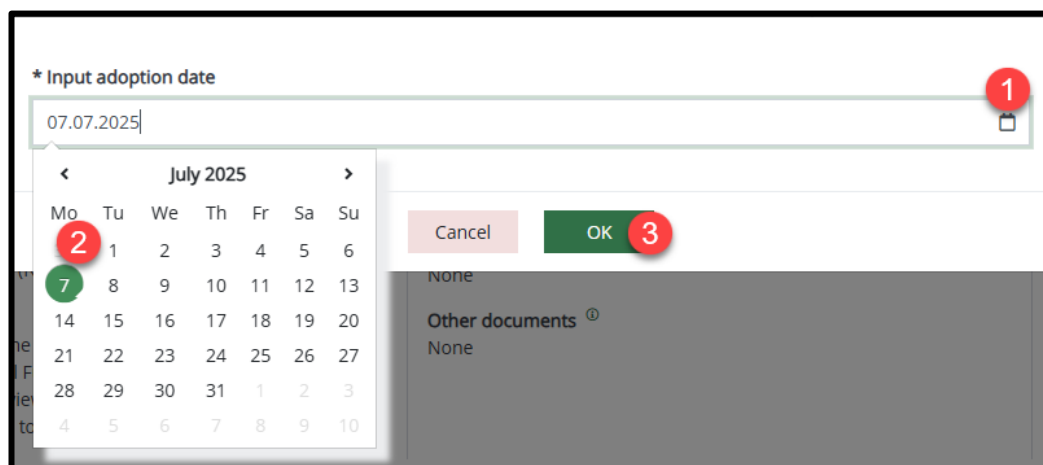 * Input adoption date
1
07.07.2025
< July 2025 >
Mo Tu We Th Fr Sa Su
2 1 2 3 4 5 6
7 8 9 10 11 12 13
14 15 16 17 18 19 20
21 22 23 24 25 26 27
28 29 30 31 1 2 3
4 5 6 7 8 9 10
Cancel OK 3
None
Other documents
None